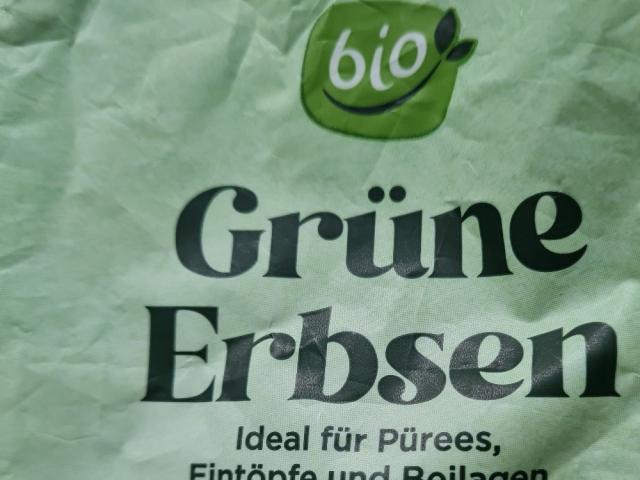 bio
Grüne
Erbsen
Ideal für Pürees,
Eintöpfe und Beilagen